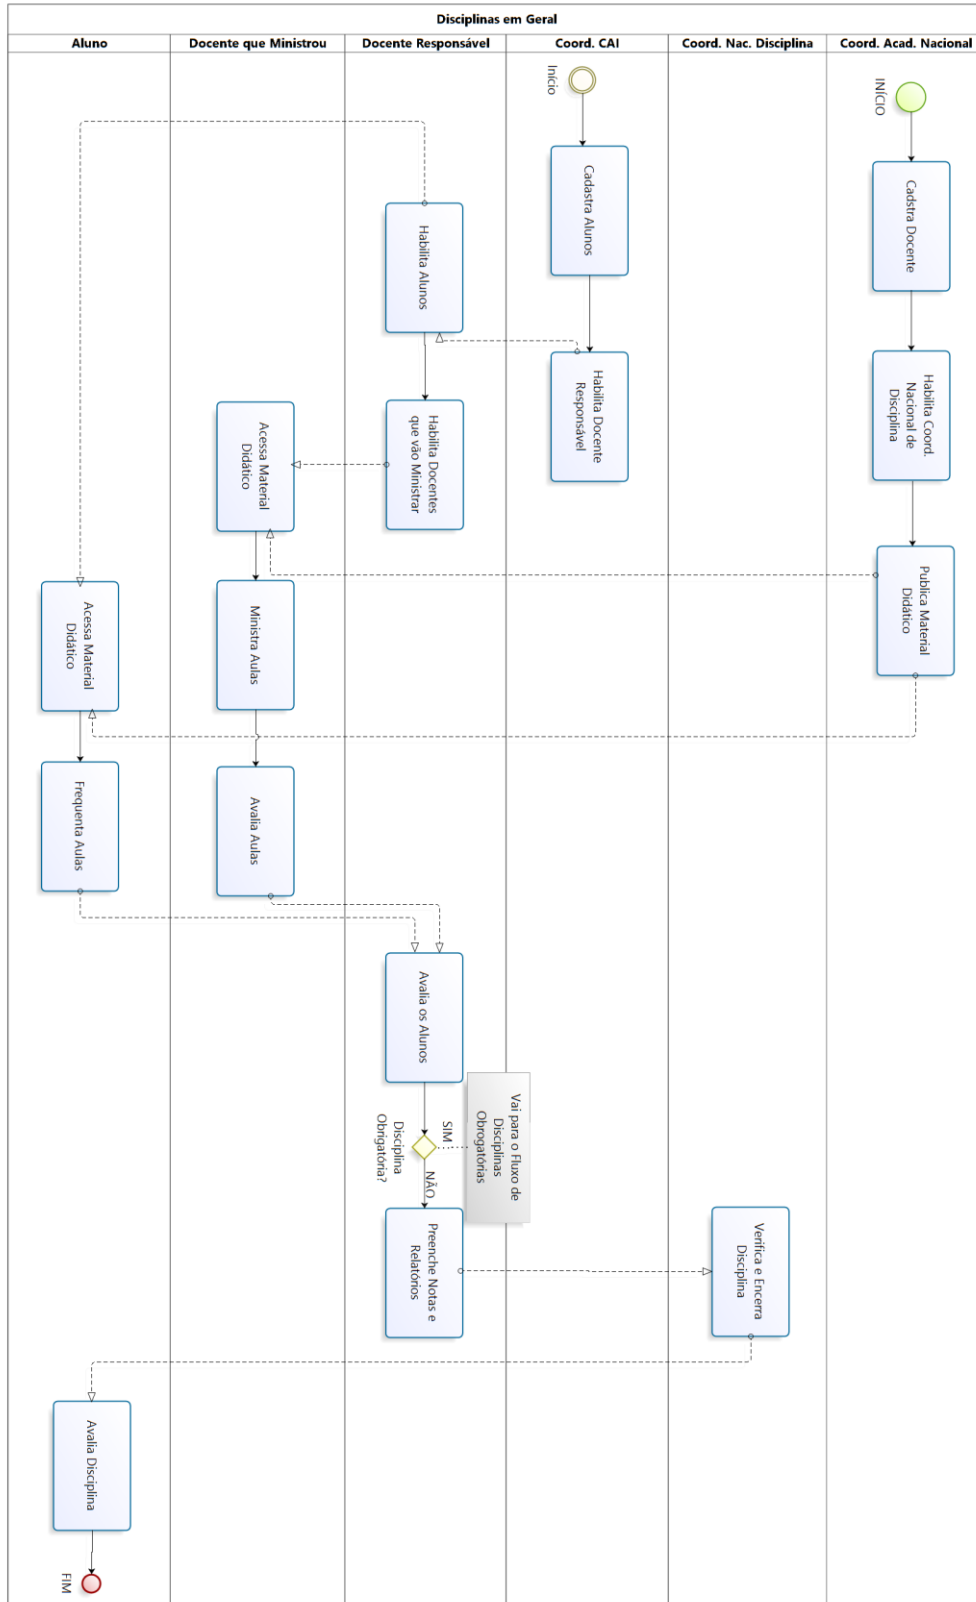 Disciplinas em Geral
Aluno
Docente que Ministrou
Docente Responsável
Coord. CAI
Coord. Nac. Disciplina
Coord. Acad. Nacional
INÍCIO
Cadstra Docente
Habilita Coord.
Nacional de
Disciplina
Publica Material
Didático
Início
Cadastra Alunos
Habilita Docente
Responsável
Habilita Alunos
Habilita Docentes
que vão Ministrar
Acessa Material
Didático
Ministra Aulas
Avalia Aulas
Acessa Material
Didático
Frequenta Aulas
Avalia os Alunos
Disciplina
Obrigatória?
SIM
Vai para o Fluxo de
Disciplinas
Obrogatórias
NÃO
Preenche Notas e
Relatórios
Verifica e Encerra
Disciplina
Avalia Disciplina
FIM